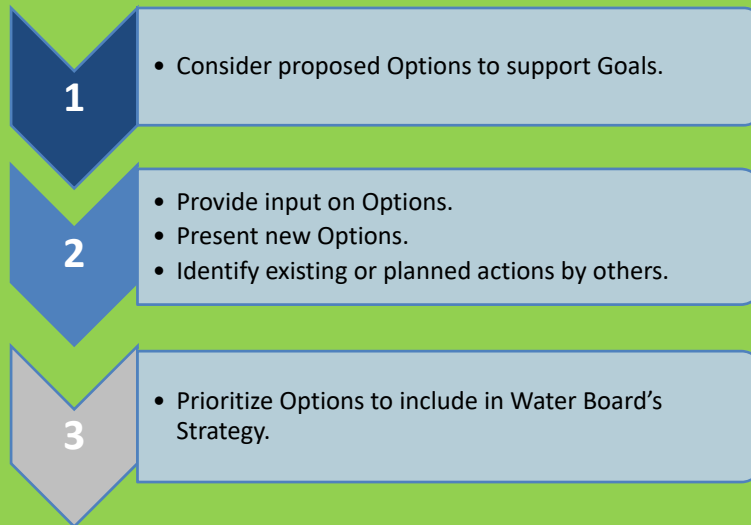 1
• Consider proposed Options to support Goals.
2
• Provide input on Options.
• Present new Options.
• Identify existing or planned actions by others.
3
• Prioritize Options to include in Water Board’s
Strategy.